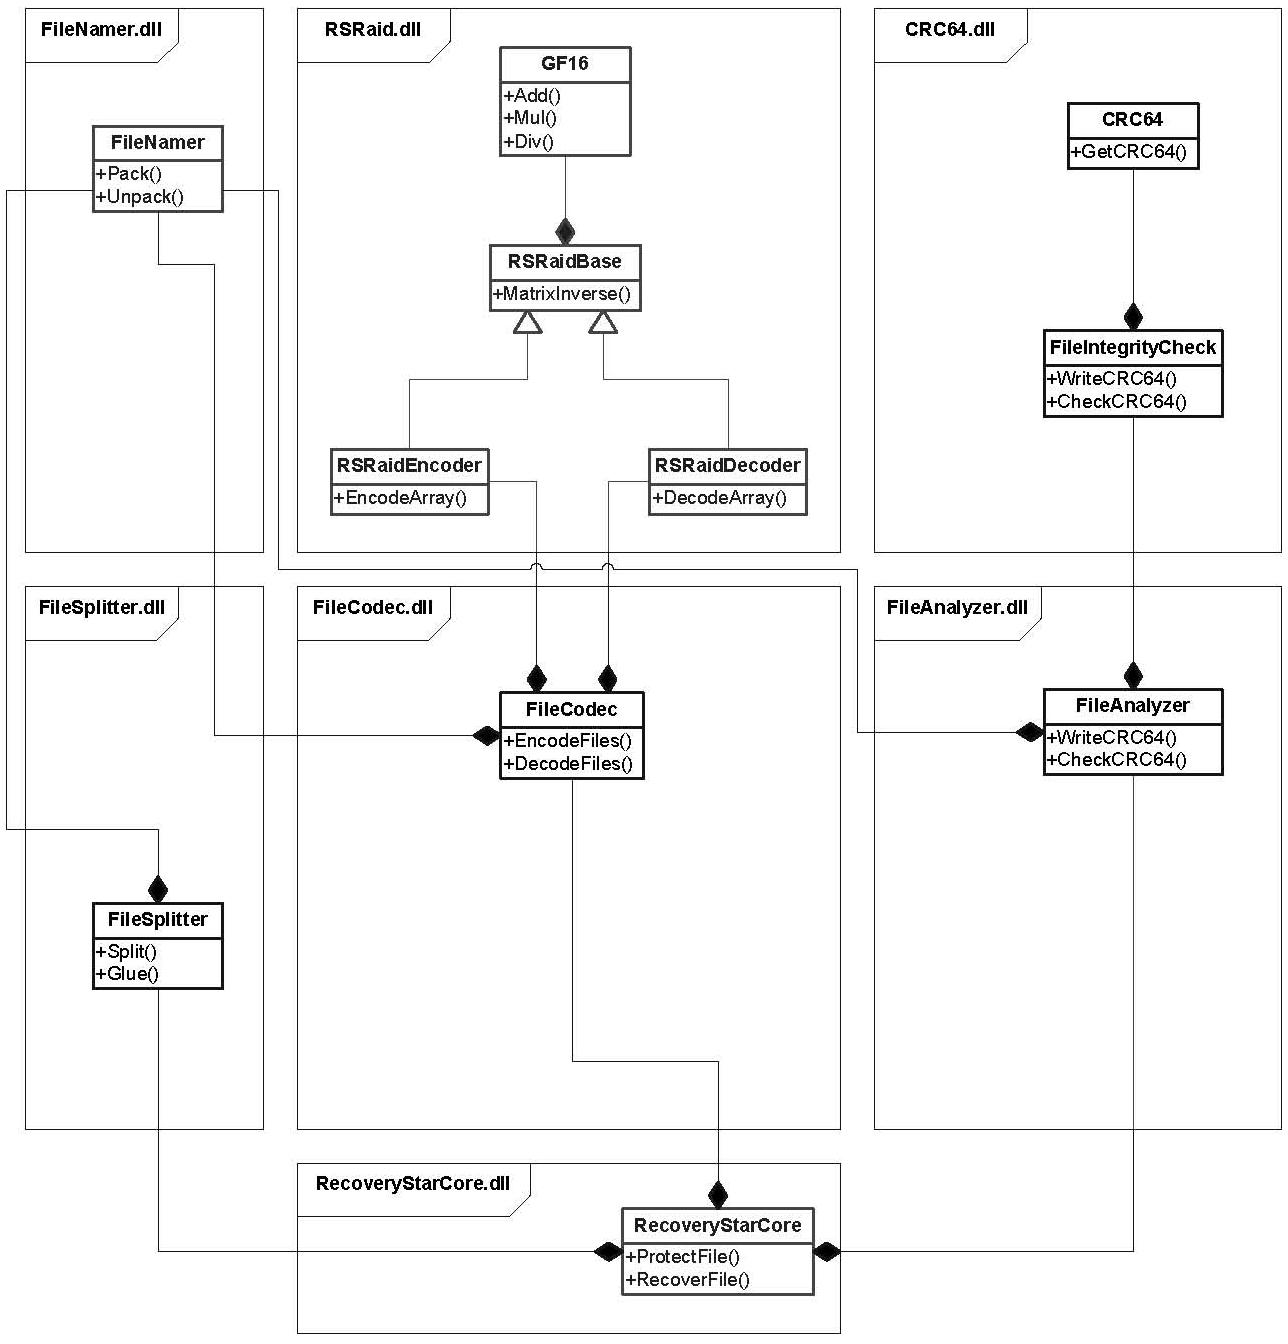 FileNamer.dll
FileNamer
+Pack()
+Unpack()
RSRaid.dll
GF16
+Add()
+Mul()
+Div()
RSRaidBase
+MatrixInverse()
RSRaidEncoder
+EncodeArray()
RSRaidDecoder
+DecodeArray()
CRC64.dll
CRC64
+GetCRC64()
FileIntegrityCheck
+WriteCRC64()
+CheckCRC64()
FileSplitter.dll
FileSplitter
+Split()
+Glue()
FileCodec.dll
FileCodec
+EncodeFiles()
+DecodeFiles()
FileAnalyzer.dll
FileAnalyzer
+WriteCRC64()
+CheckCRC64()
RecoveryStarCore.dll
RecoveryStarCore
+ProtectFile()
+RecoverFile()